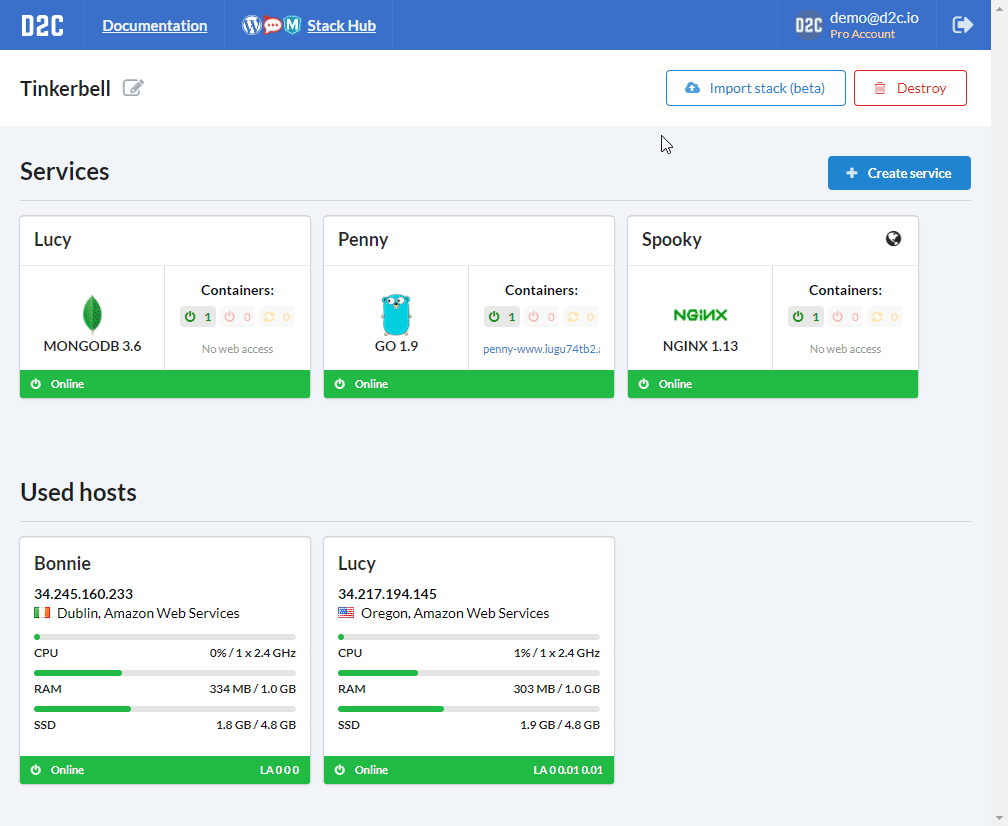 D2C Documentation Stack Hub D2C demo@d2c.io
Pro Account
Tinkerbell Import stack (beta) Destroy
Services Create service
Lucy Penny Spooky
Containers: Containers: Containers:
1 0 0 1 0 0 NGINX 1 0 0
MONGODB 3.6 No web access GO 1.9 penny-www.iugu74tb2. NGINX 1.13 No web access
Online Online Online
Used hosts
Bonnie Lucy
34.245.160.233 34.217.194.145
Dublin, Amazon Web Services Oregon, Amazon Web Services
CPU 0% / 1 x 2.4 GHz CPU 1% / 1 x 2.4 GHz
RAM 334 MB / 1.0 GB RAM 303 MB / 1.0 GB
SSD 1.8 GB / 4.8 GB SSD 1.9 GB / 4.8 GB
Online LA 0 0 0 Online LA 0 0.01 0.01